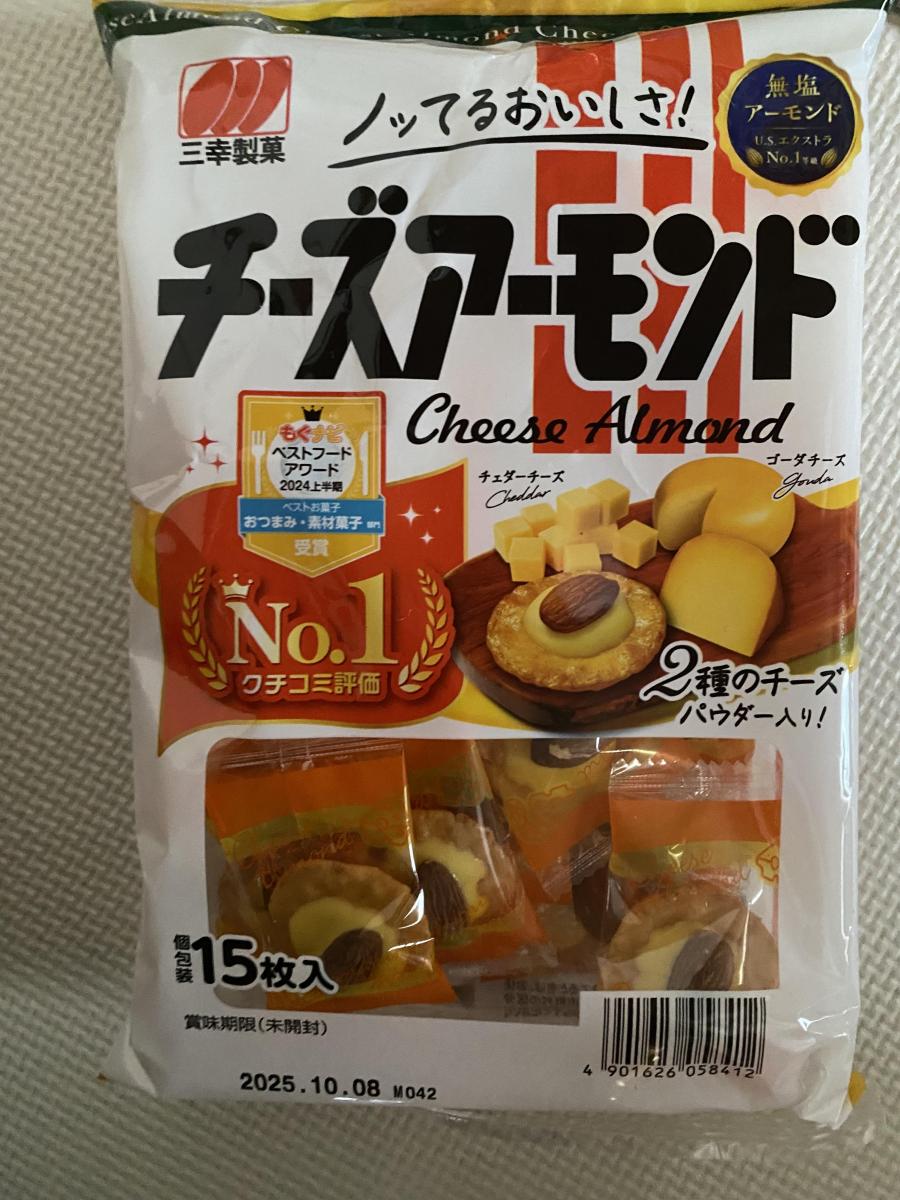 Almond Chee
三幸製菓
ノッてるおいしさ!
無塩
アーモンド
U.S.エクストラ
No.1等級
チーズアーモンド
Cheese Almond
もぐナビ
ベストフード
アワード
2024上半期
ベストお菓子
おつまみ・素材菓子 部門
受賞
No.1
クチコミ評価
チェダーチーズ
Cheddar
ゴーダチーズ
Gouda
2種のチーズ
パウダー入り!
個包装15枚入
賞味期限(未開封)
2025.10.08 M042
4 901626 058412